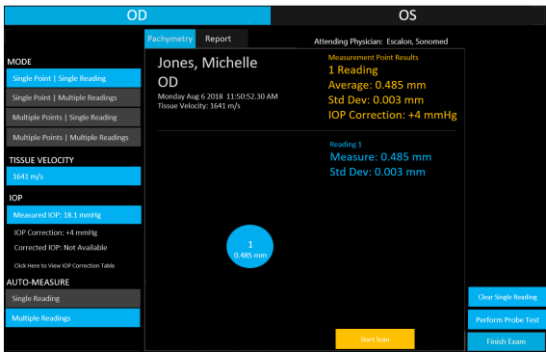 OD
OS
Pachymetry
Report
Attending Physician: Escalon, Sonomed
MODE
Single Point | Single Reading
Single Point | Multiple Readings
Multiple Points | Single Reading
Multiple Points | Multiple Readings
TISSUE VELOCITY
1641 m/s
IOP
Measured IOP: 18.1 mmHg
IOP Correction: +4 mmHg
Corrected IOP: Not Available
Click Here to View IOP Correction Table
AUTO-MEASURE
Single Reading
Multiple Readings
Jones, Michelle
OD
Monday Aug 6 2018 11:50:52.30 AM
Tissue Velocity: 1641 m/s
Measurement Point Results
1 Reading
Average: 0.485 mm
Std Dev: 0.003 mm
IOP Correction: +4 mmHg
Reading 1
Measure: 0.485 mm
Std Dev: 0.003 mm
1
0.485 mm
Start Scan
Clear Single Reading
Perform Probe Test
Finish Exam